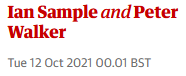 Ian Sample and Peter
Walker
Tue 12 Oct 2021 00.01 BST